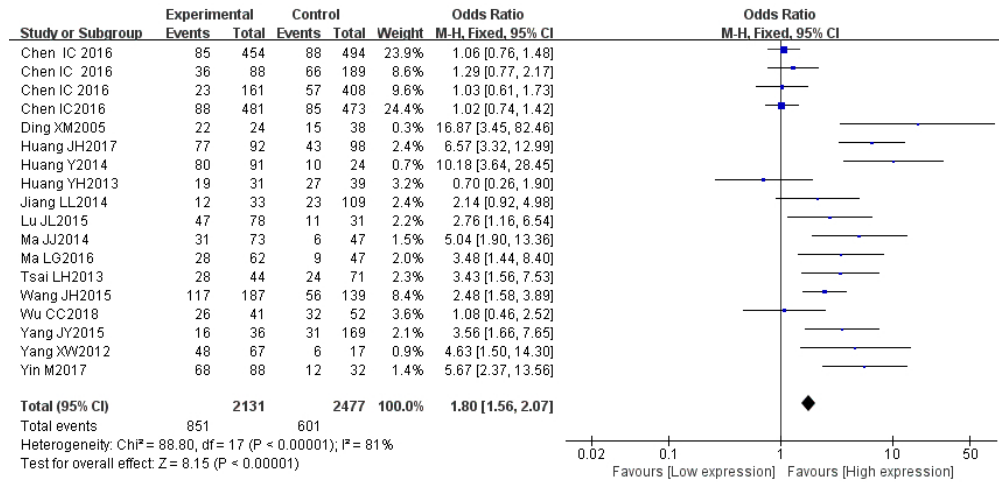 Experimental Control Odds Ratio Odds Ratio
Study or Subgroup Events Total Events Total Weight M-H, Fixed, 95% CI M-H, Fixed, 95% CI
Chen IC 2016 85 454 88 494 23.9% 1.06 [0.76, 1.48]
Chen IC 2016 36 88 66 189 8.6% 1.29 [0.77, 2.17]
Chen IC 2016 23 161 57 408 9.6% 1.03 [0.61, 1.73]
Chen IC2016 88 481 85 473 24.4% 1.02 [0.74, 1.42]
Ding XM2005 22 24 15 38 0.3% 16.87 [3.45, 82.46]
Huang JH2017 77 92 43 98 2.4% 6.57 [3.32, 12.99]
Huang Y2014 80 91 10 24 0.7% 10.18 [3.64, 28.45]
Huang YH2013 19 31 27 39 3.2% 0.70 [0.26, 1.90]
Jiang LL2014 12 33 23 109 2.4% 2.14 [0.92, 4.98]
Lu JL2015 47 78 11 31 2.2% 2.76 [1.16, 6.54]
Ma JJ2014 31 73 6 47 1.5% 5.04 [1.90, 13.36]
Ma LG2016 28 62 9 47 2.0% 3.48 [1.44, 8.40]
Tsai LH2013 28 44 24 71 2.3% 3.43 [1.56, 7.53]
Wang JH2015 117 187 56 139 8.4% 2.48 [1.58, 3.89]
Wu CC2018 26 41 32 52 3.4% 1.08 [0.46, 2.52]
Yang JY2015 16 36 31 169 2.1% 3.56 [1.66, 7.65]
Yang XW2012 48 67 6 17 0.9% 4.63 [1.50, 14.30]
Yin M2017 68 88 12 32 1.4% 5.67 [2.37, 13.56]
Total (95% CI) 2131 2477 100.0% 1.80 [1.56, 2.07]
Total events 851 601
Heterogeneity: Chi² = 88.80, df = 17 (P < 0.00001); I² = 81%
Test for overall effect: Z = 8.15 (P < 0.00001)
0.02 0.1 1 10 50
Favours [Low expression] Favours [High expression]